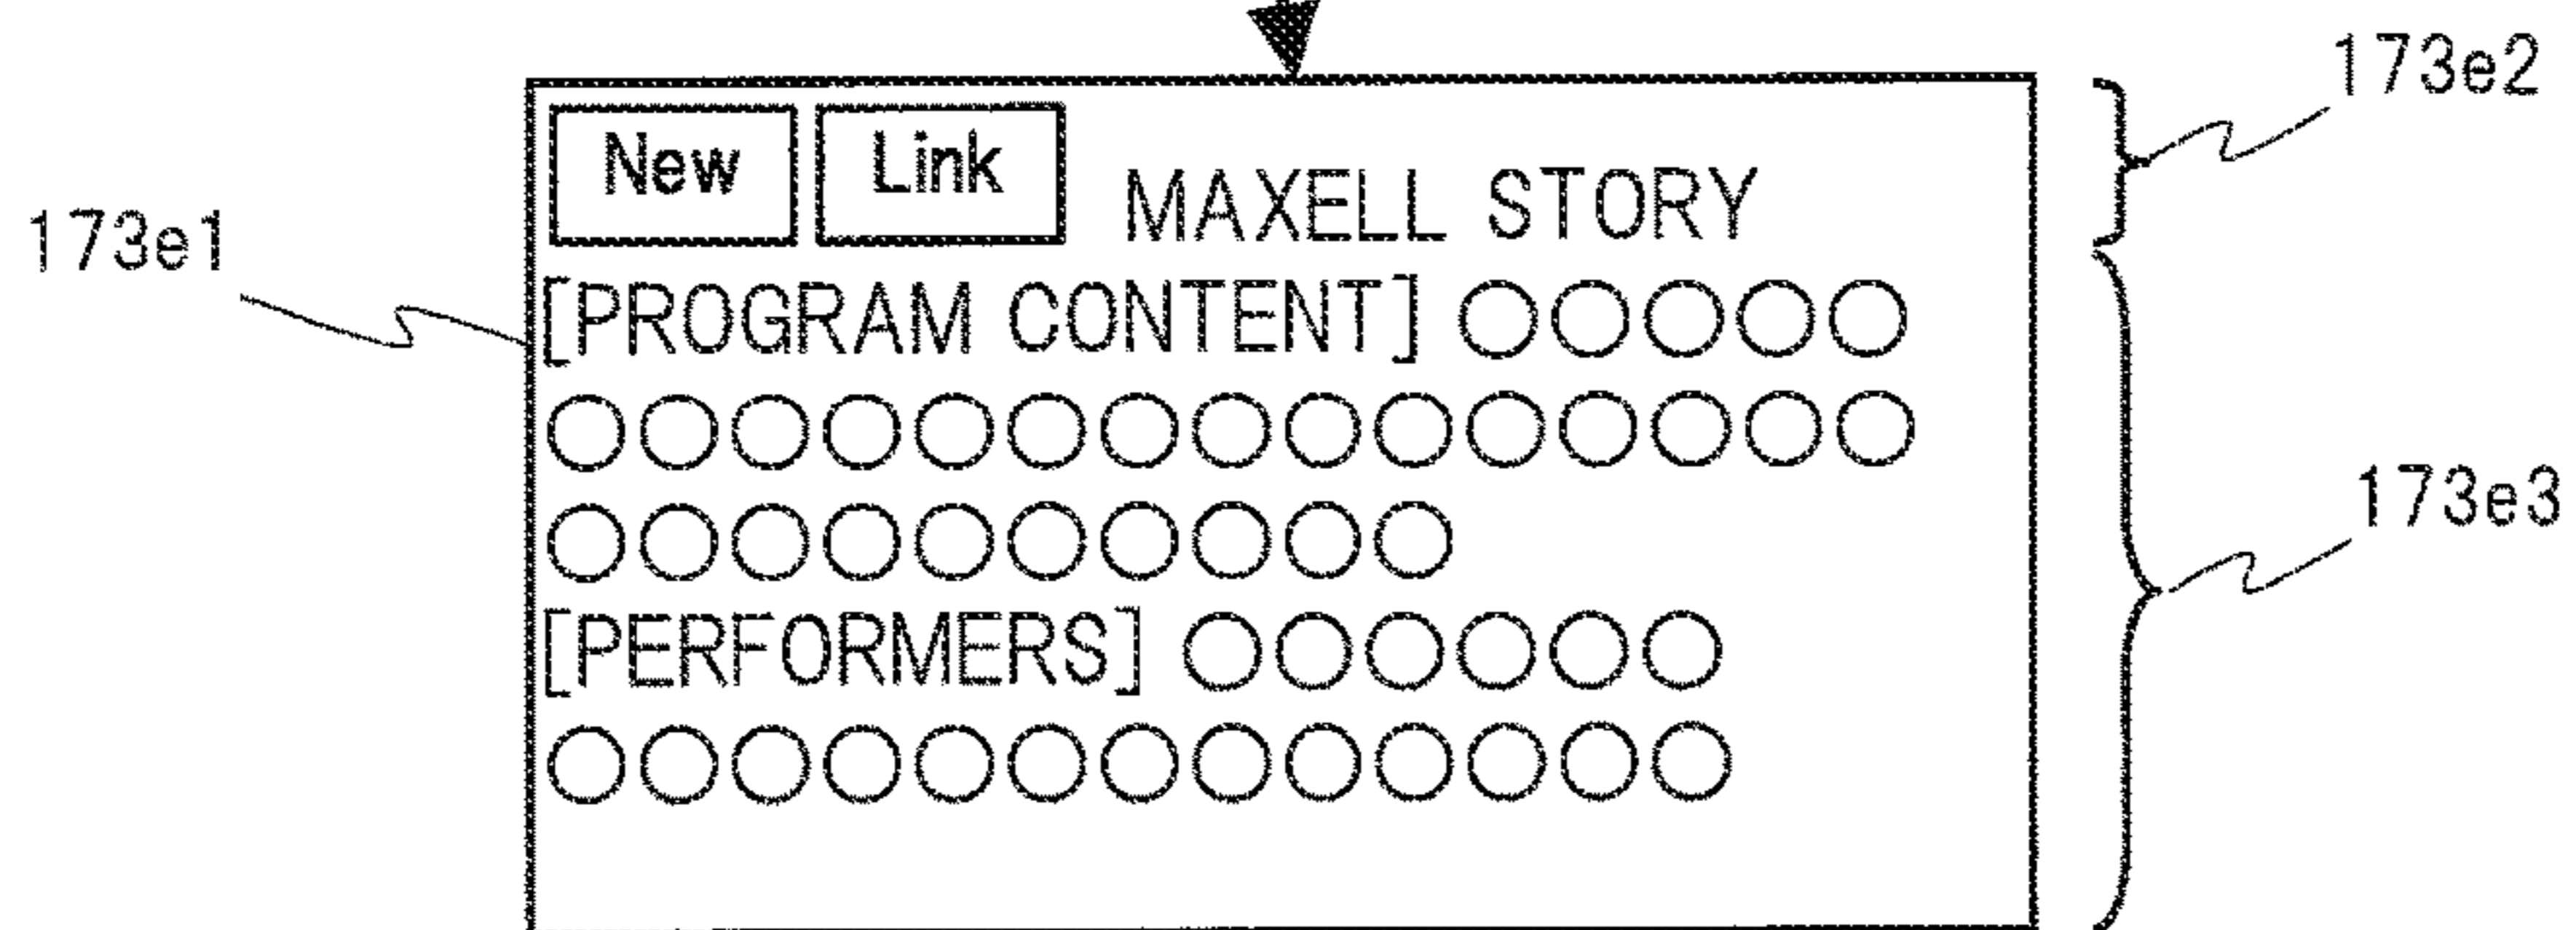 173e2
New Link MAXELL STORY
173e1
[PROGRAM CONTENT] ○○○○○
○○○○○○○○○○○○○○○
○○○○○○○○○○
173e3
[PERFORMERS] ○○○○○○
○○○○○○○○○○○○○